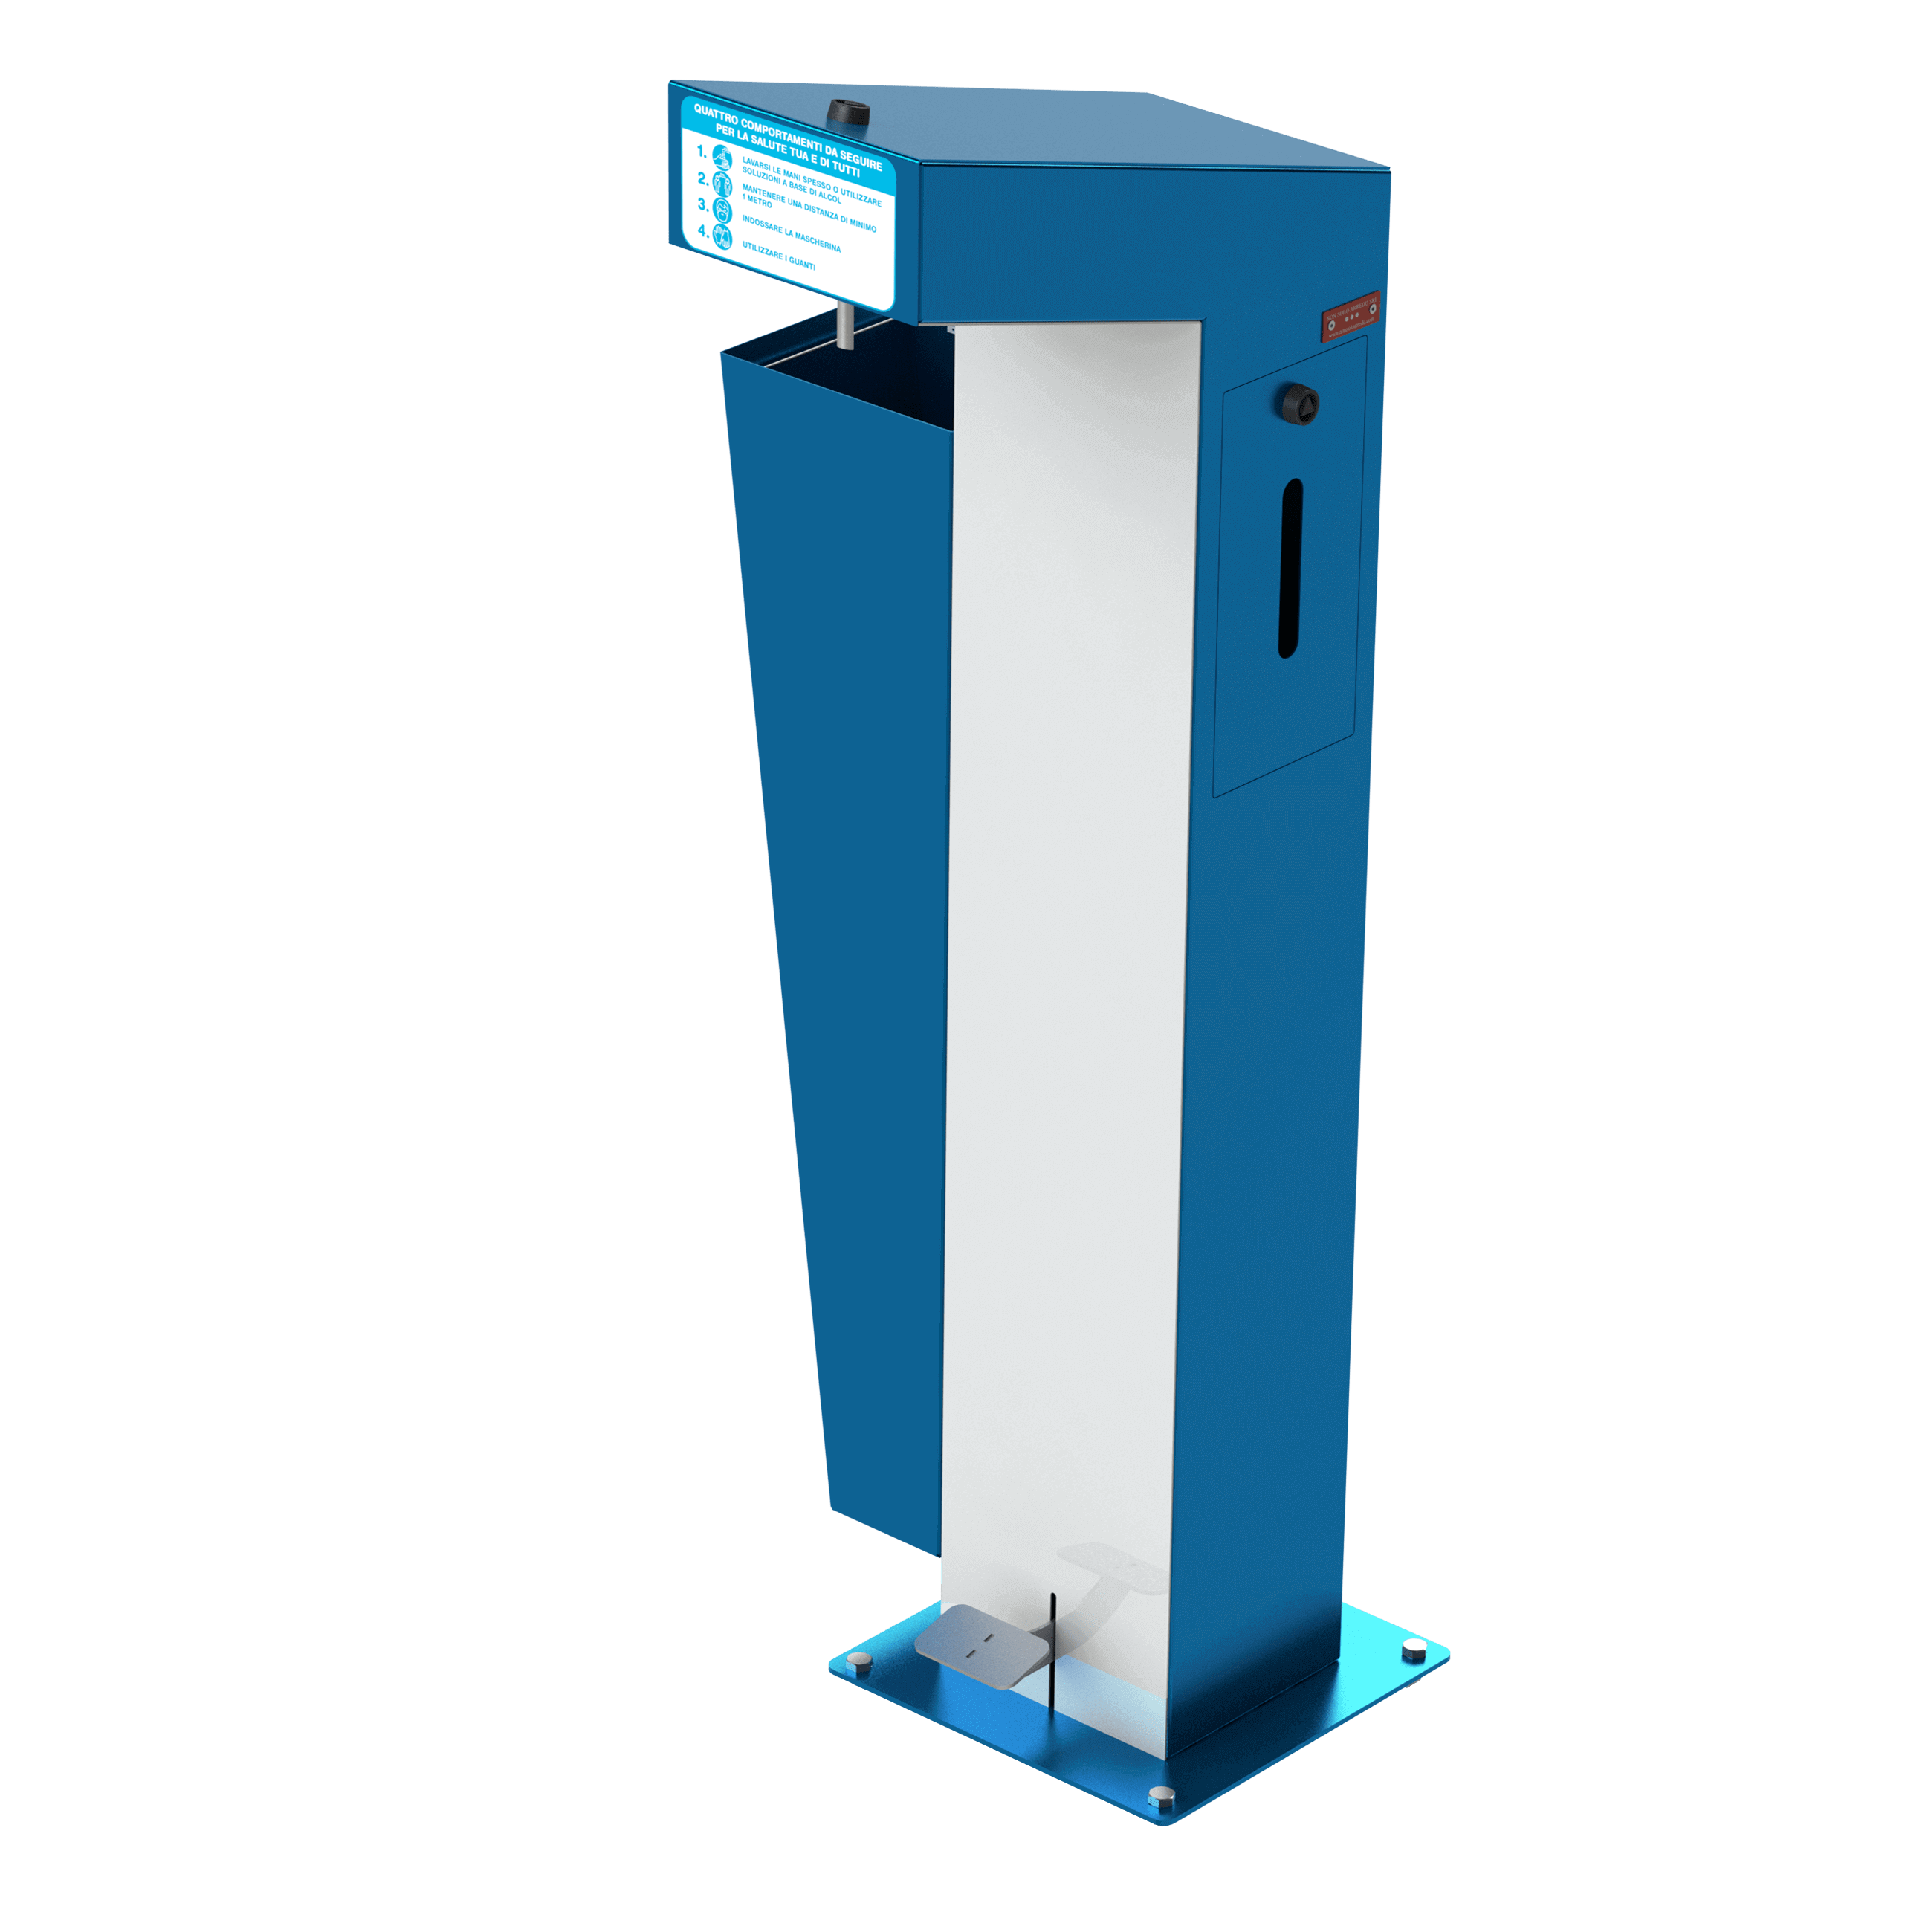 QUATTRO COMPORTAMENTI DA SEGUIRE
PER LA SALUTE TUA E DI TUTTI
1. LAVARSI LE MANI SPESSO O UTILIZZARE
SOLUZIONI A BASE DI ALCOL
2. MANTENERE UNA DISTANZA DI MINIMO
1 METRO
3. INDOSSARE LA MASCHERINA
4. UTILIZZARE I GUANTI